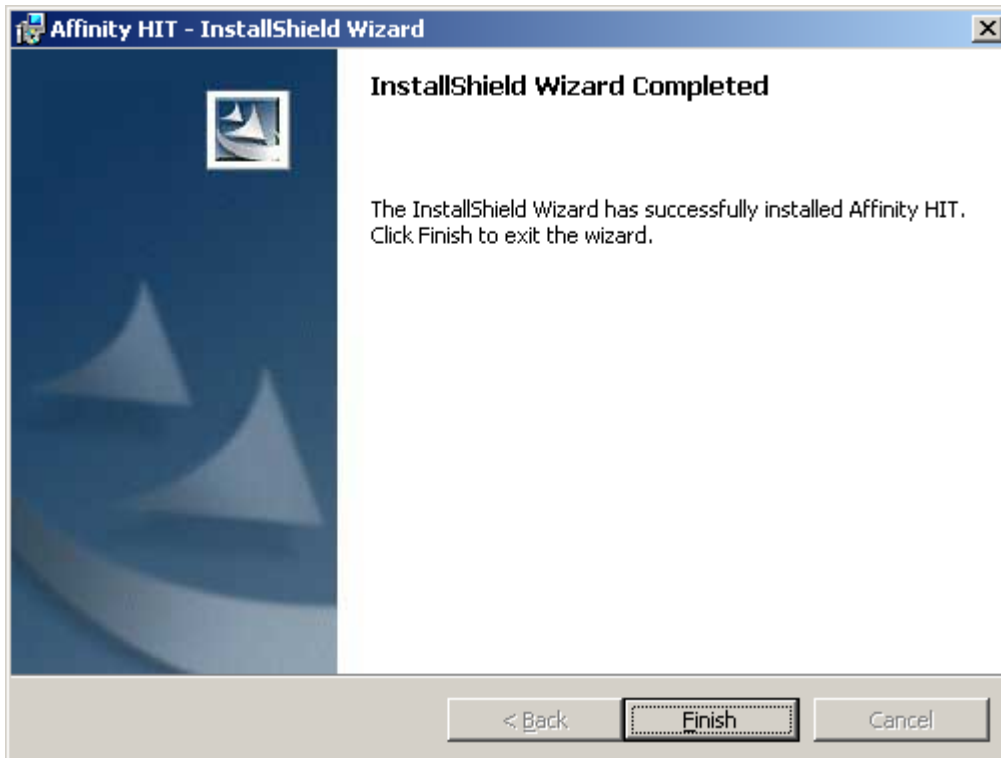 Affinity HIT - InstallShield Wizard
InstallShield Wizard Completed
The InstallShield Wizard has successfully installed Affinity HIT.
Click Finish to exit the wizard.
< Back
Finish
Cancel